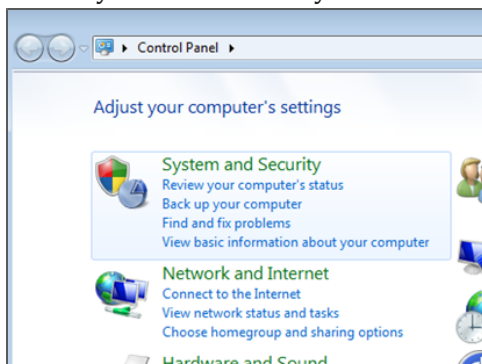 Control Panel
Adjust your computer's settings
System and Security
Review your computer's status
Back up your computer
Find and fix problems
View basic information about your computer
Network and Internet
Connect to the Internet
View network status and tasks
Choose homegroup and sharing options
Hardware and Sound